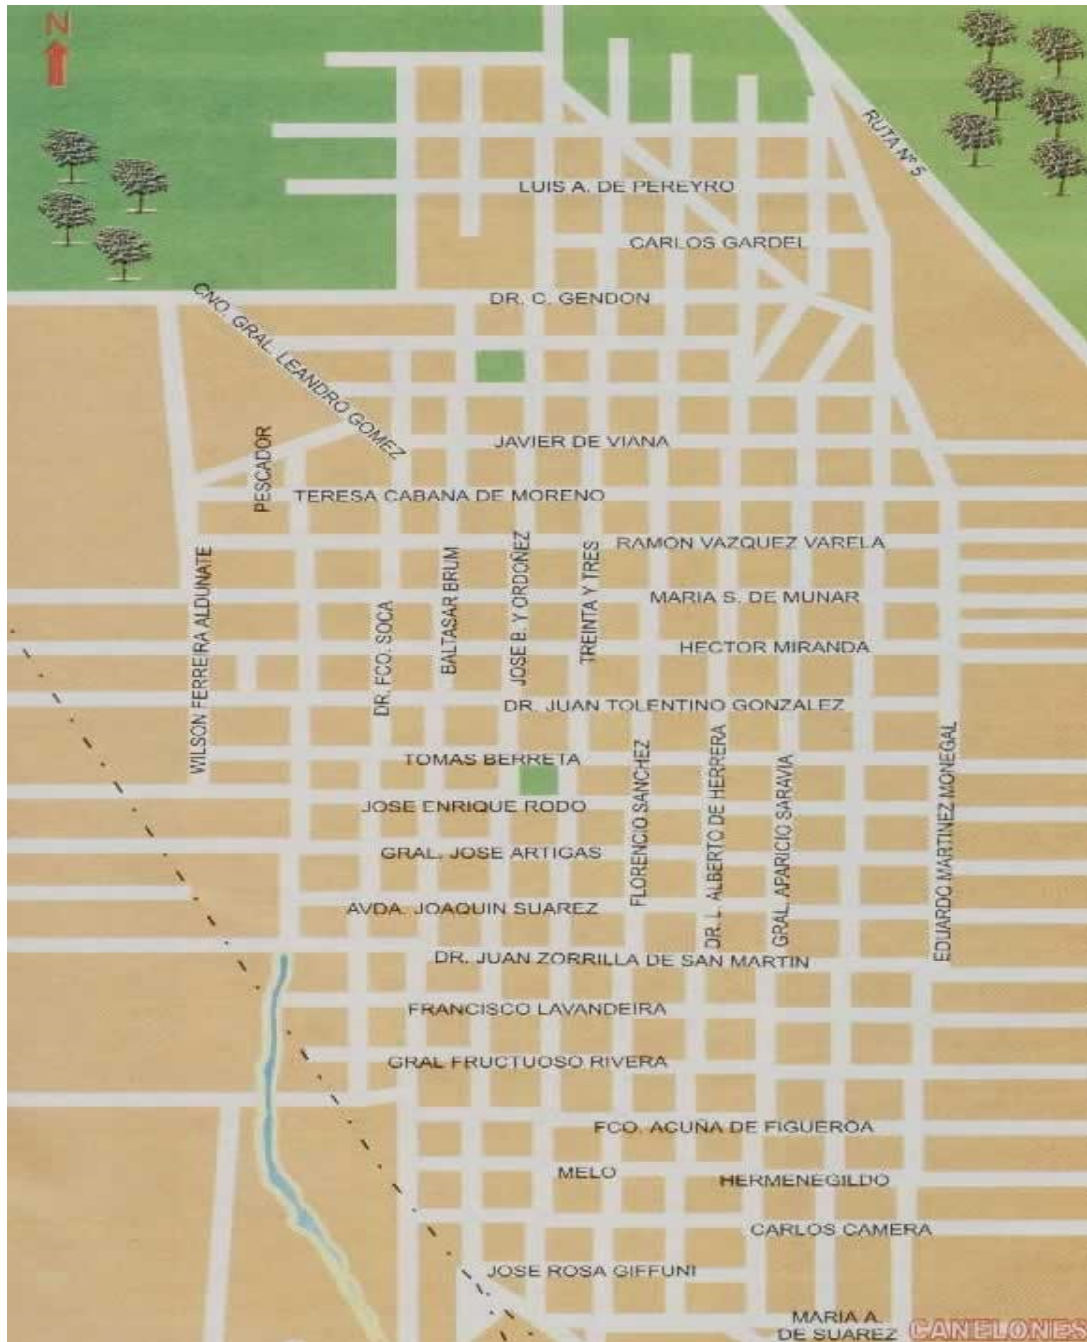 N
RUTA Nº 5
LUIS A. DE PEREYRO
CARLOS GARDEL
DR. C. GENDON
CNO. GRAL. LEANDRO GOMEZ
JAVIER DE VIANA
PESCADOR
TERESA CABANA DE MORENO
RAMON VAZQUEZ VARELA
WILSON FERREIRA ALDUNATE
DR. FCO. SOCA
BALTASAR BRUM
JOSE B. Y ORDOÑEZ
TREINTA Y TRES
MARIA S. DE MUNAR
HECTOR MIRANDA
DR. JUAN TOLENTINO GONZALEZ
TOMAS BERRETA
FLORENCIO SANCHEZ
DR. L. ALBERTO DE HERRERA
GRAL. APARICIO SARAVIA
EDUARDO MARTINEZ MONEGAL
JOSE ENRIQUE RODO
GRAL. JOSE ARTIGAS
AVDA. JOAQUIN SUAREZ
DR. JUAN ZORRILLA DE SAN MARTIN
FRANCISCO LAVANDEIRA
GRAL FRUCTUOSO RIVERA
FCO. ACUÑA DE FIGUEROA
MELO
HERMENEGILDO
CARLOS CAMERA
JOSE ROSA GIFFUNI
MARIA A.
DE SUAREZ
CANELONES